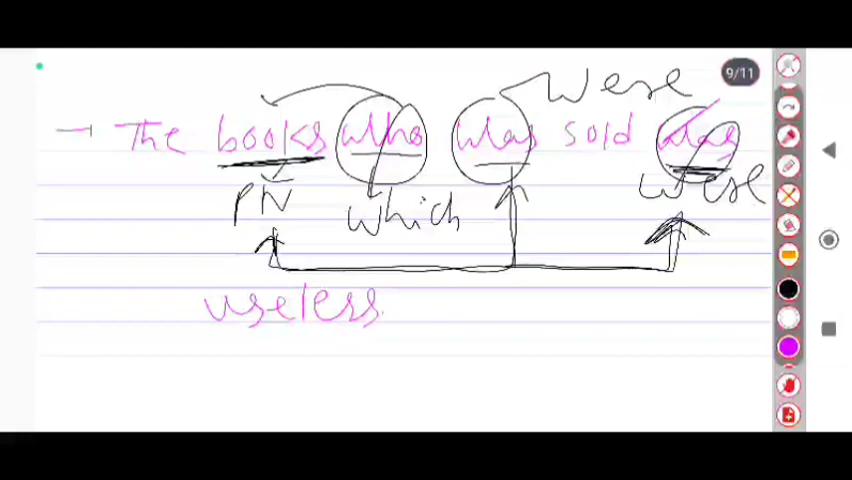 9/11
were
→ The books who was sold was
were
PN which
useless.